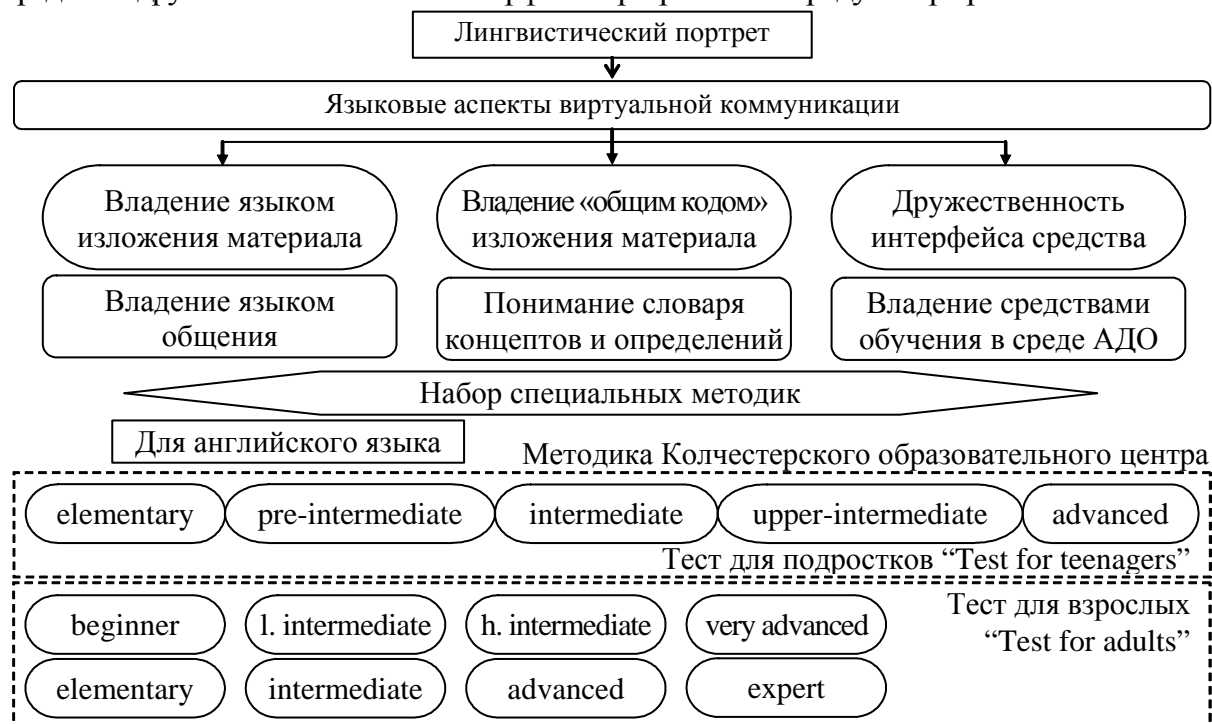 Лингвистический портрет
Языковые аспекты виртуальной коммуникации
Владение языком
изложения материала
Владение «общим кодом»
изложения материала
Дружественность
интерфейса средства
Владение языком
общения
Понимание словаря
концептов и определений
Владение средствами
обучения в среде АДО
Набор специальных методик
Для английского языка
Методика Колчестерского образовательного центра
elementary pre-intermediate intermediate upper-intermediate advanced
Тест для подростков “Test for teenagers”
beginner l. intermediate h. intermediate very advanced
Тест для взрослых
“Test for adults”
elementary intermediate advanced expert